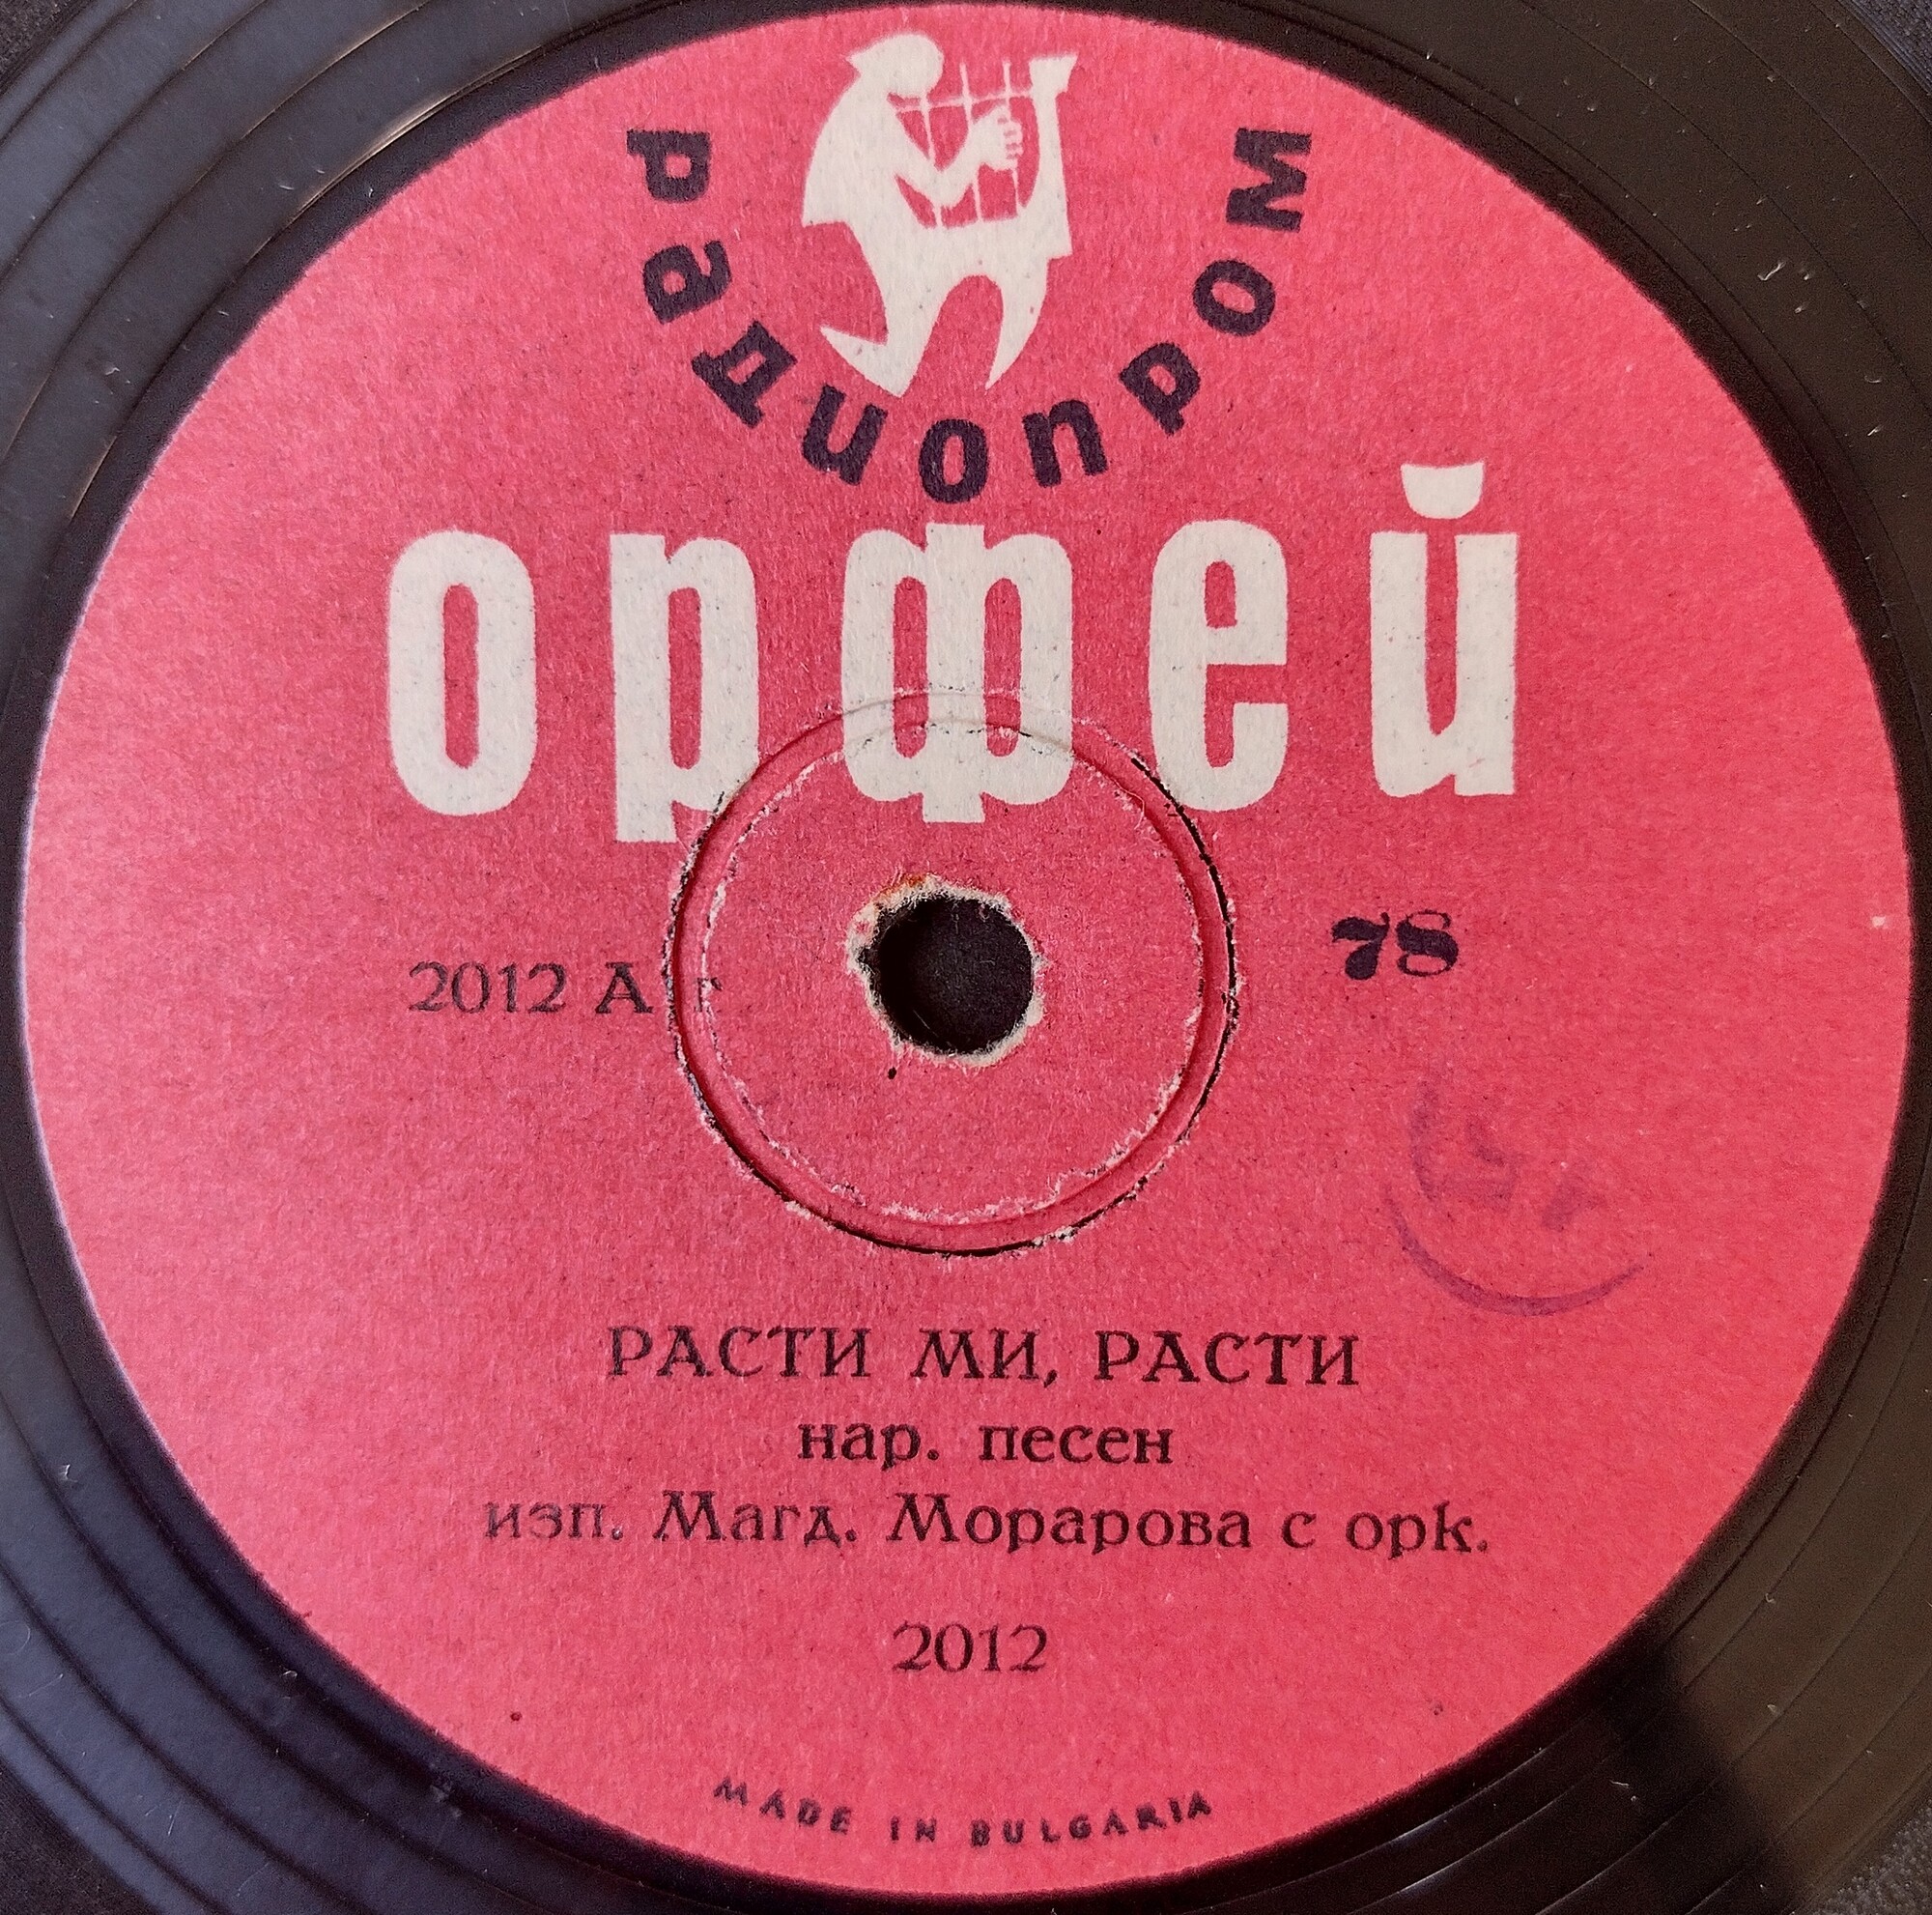 радиопром
орфей
2012 А г
78
РАСТИ МИ, РАСТИ
нар. песен
изп. Магд. Морарова с орк.
2012
MADE IN BULGARIA